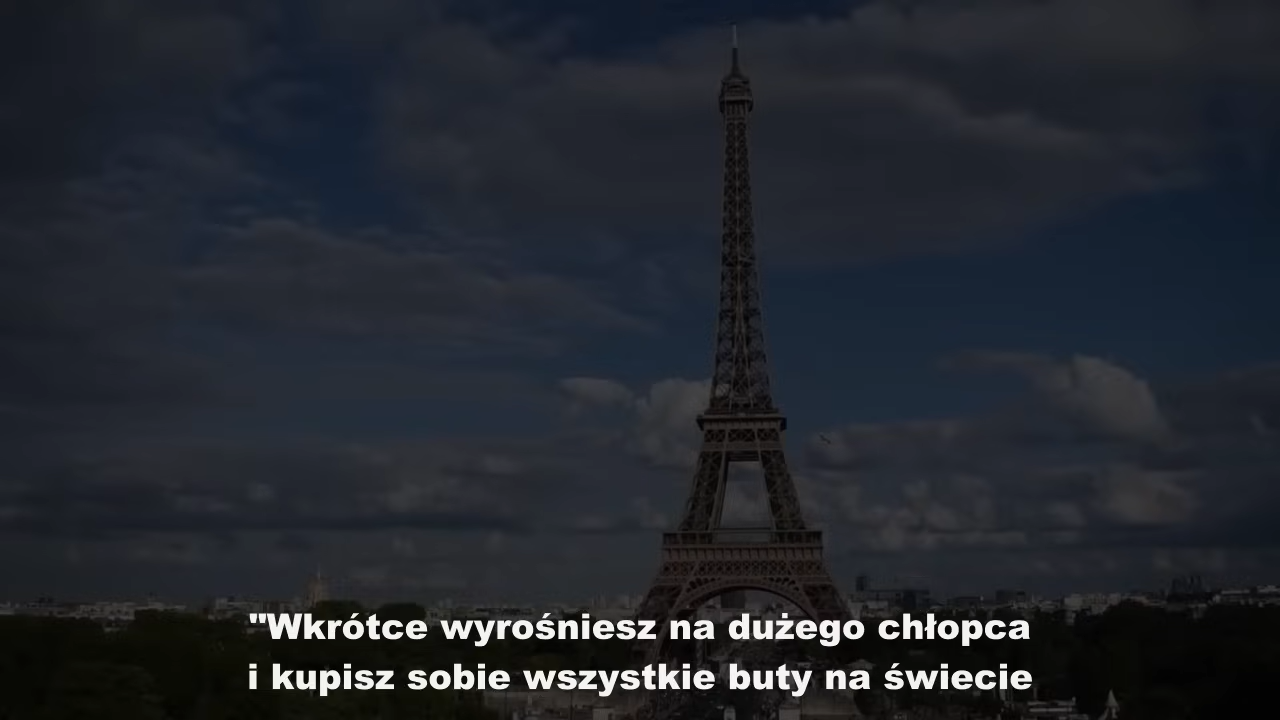 "Wkrótce wyrośniesz na dużego chłopca
i kupisz sobie wszystkie buty na świecie